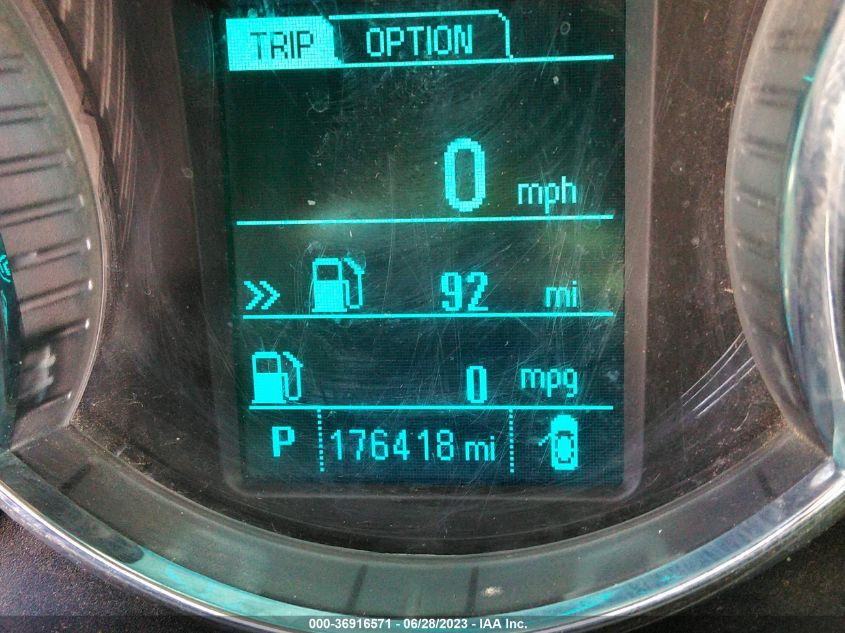 TRIP OPTION
0 mph
92 mi
0 mpg
P 176418 mi
000-36916571 - 06/28/2023 - IAA Inc.